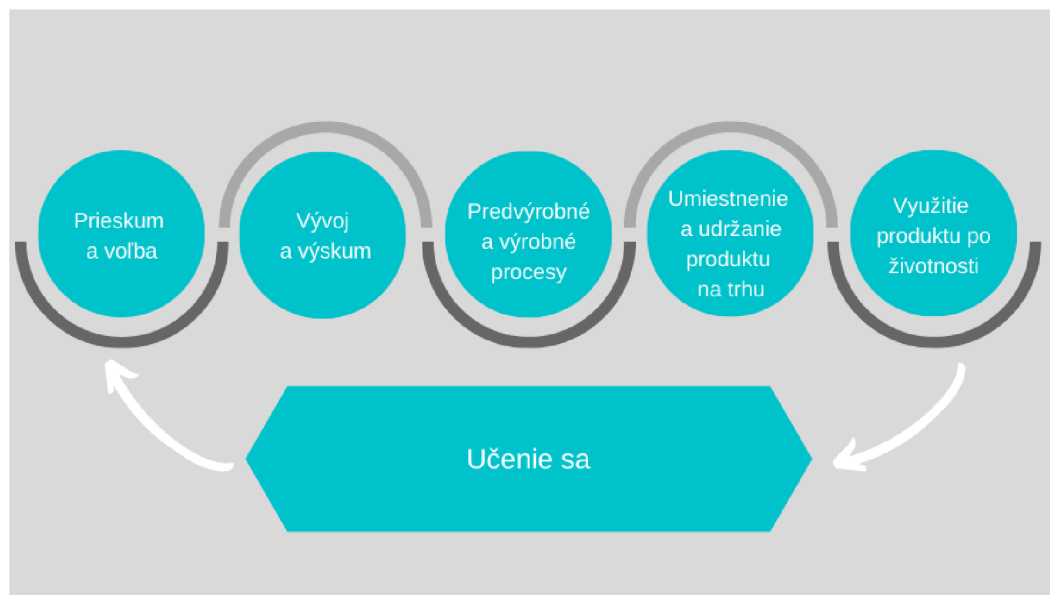 Prieskum
a voľba
Vývoj
a výskum
Predvýrobné
a výrobné
procesy
Umiestnenie
a udržanie
produktu
na trhu
Využitie
produktu po
životnosti
Učenie sa